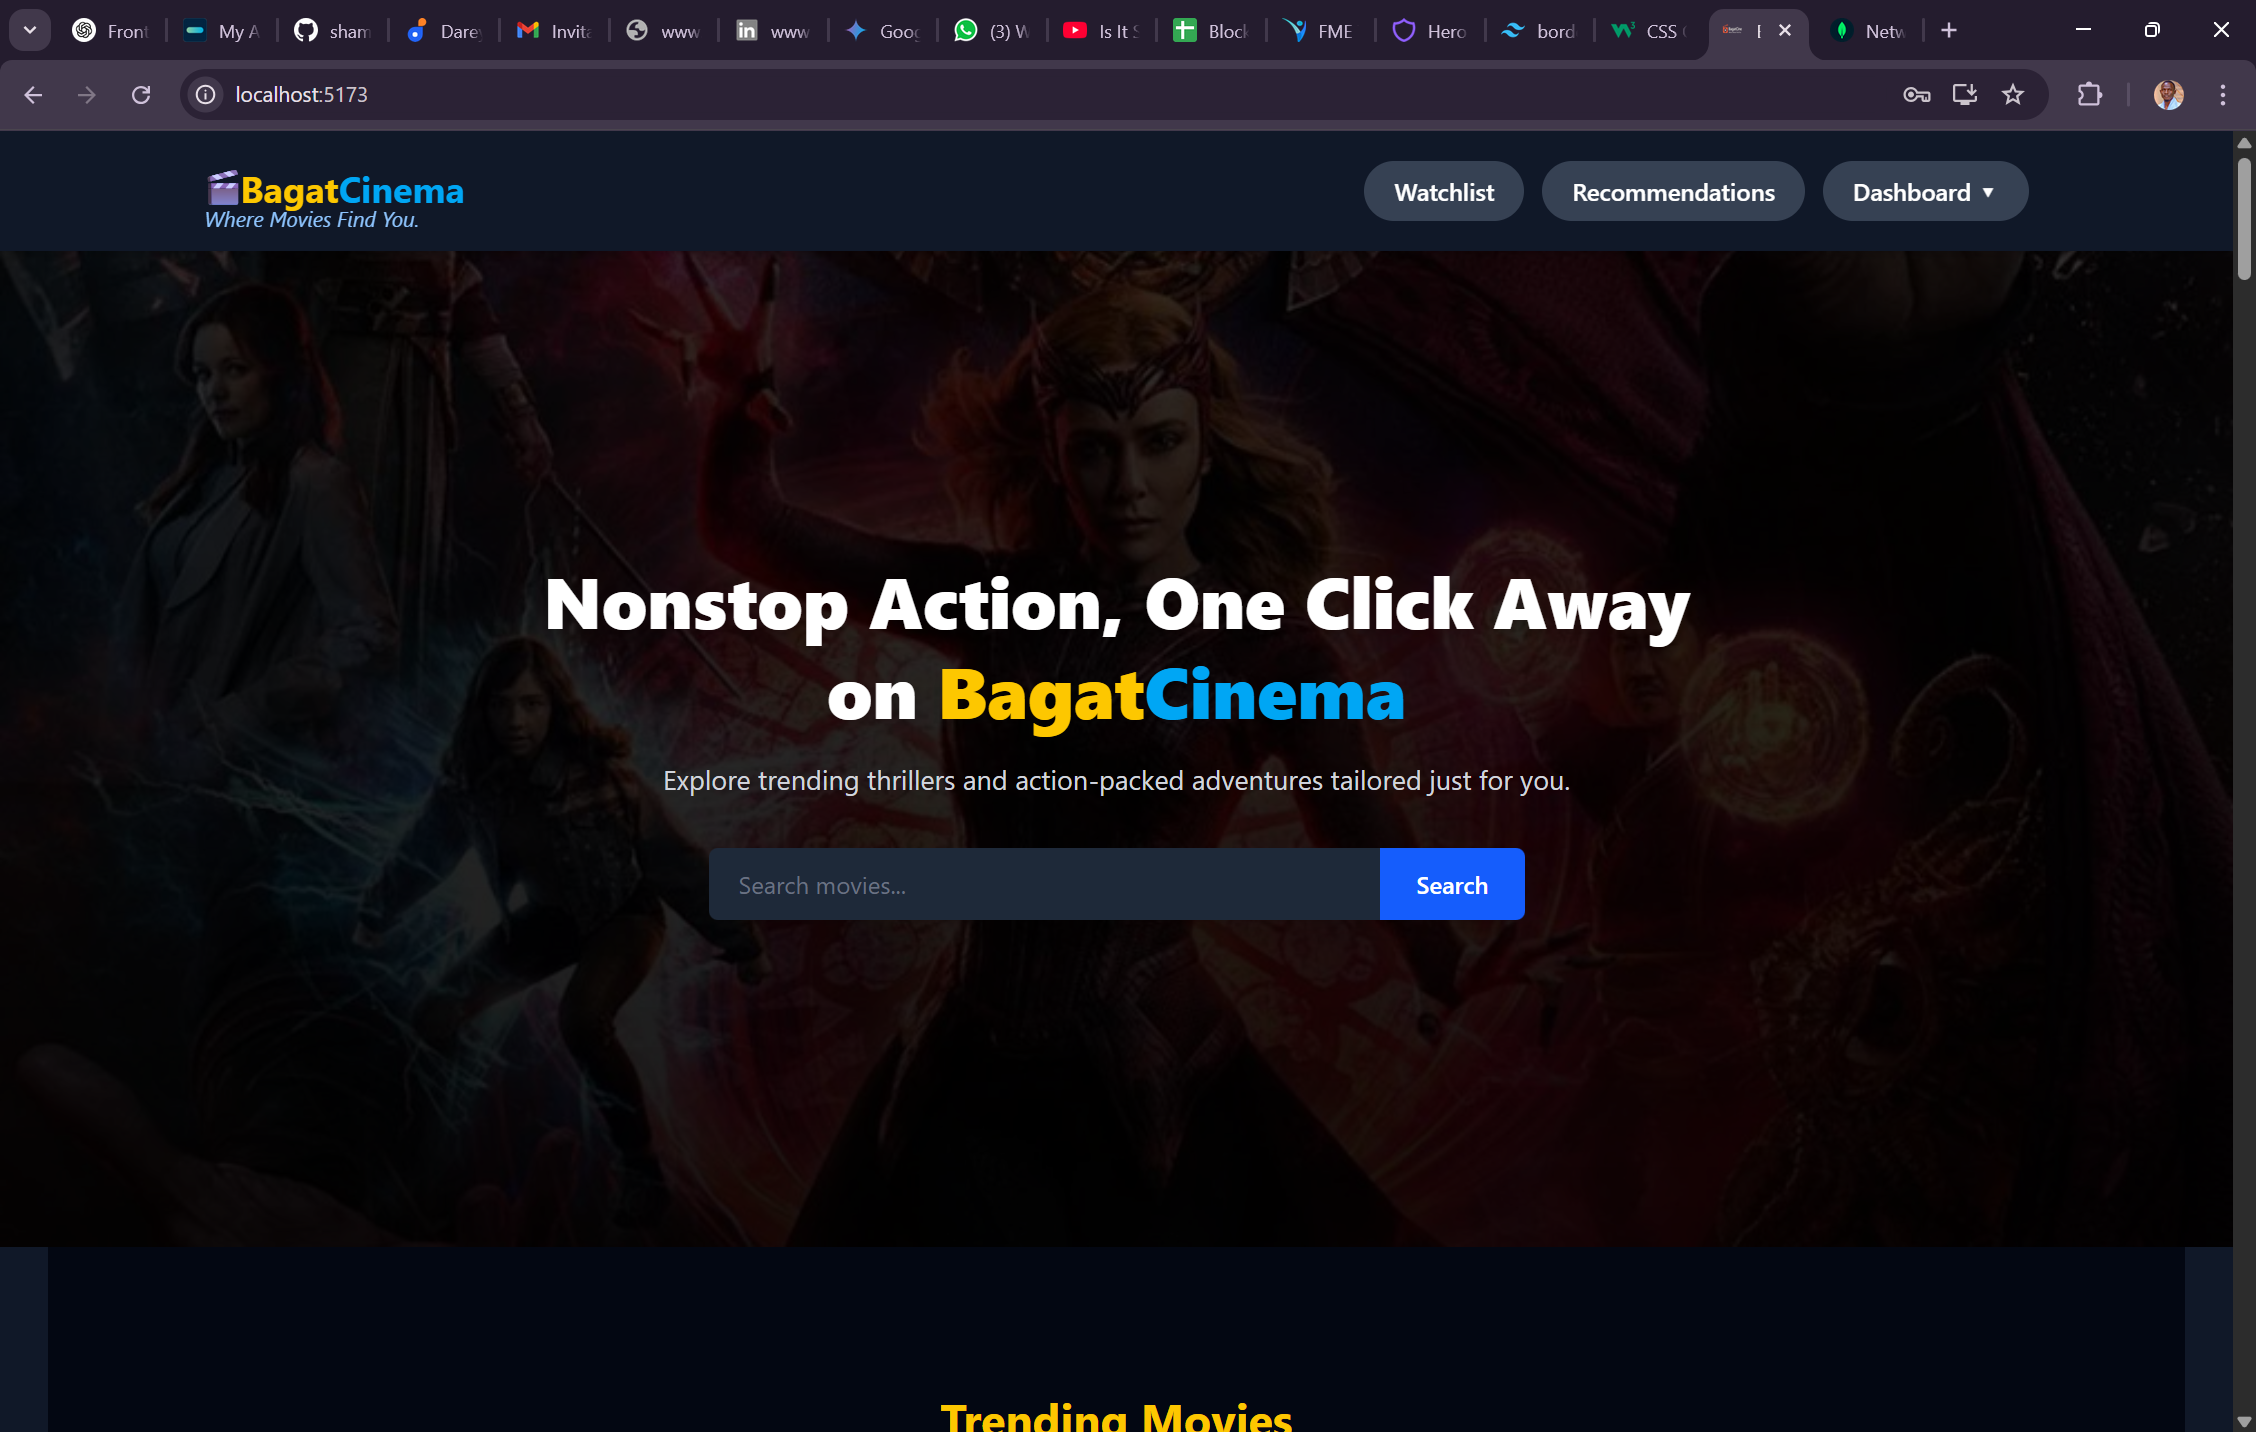 Front
My A
sham
Dare
Invita
www
www
Goog
(3) W
Is It S
Block
FME
Hero
bord
CSS
Netw
localhost:5173
BagatCinema
Where Movies Find You.
Watchlist
Recommendations
Dashboard ▼
Nonstop Action, One Click Away
on BagatCinema
Explore trending thrillers and action-packed adventures tailored just for you.
Search movies...
Search
Trending Movies